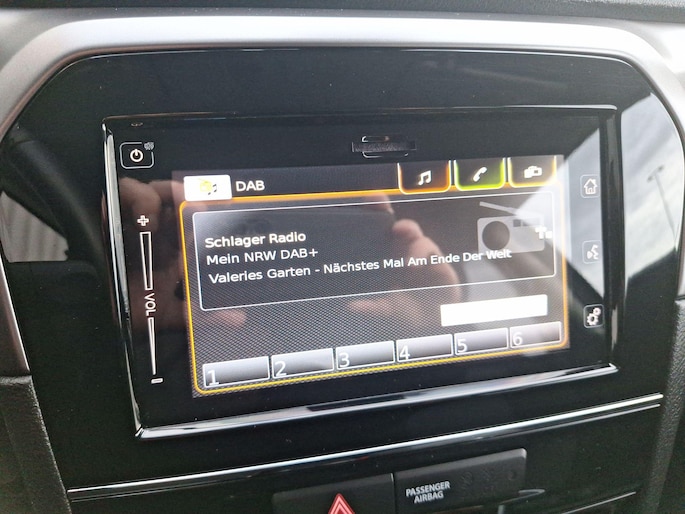 DAB
Schlager Radio
Mein NRW DAB+
Valeries Garten - Nächstes Mal Am Ende Der Welt
+
VOL
-
1 2 3 4 5 6
PASSENGER
AIRBAG